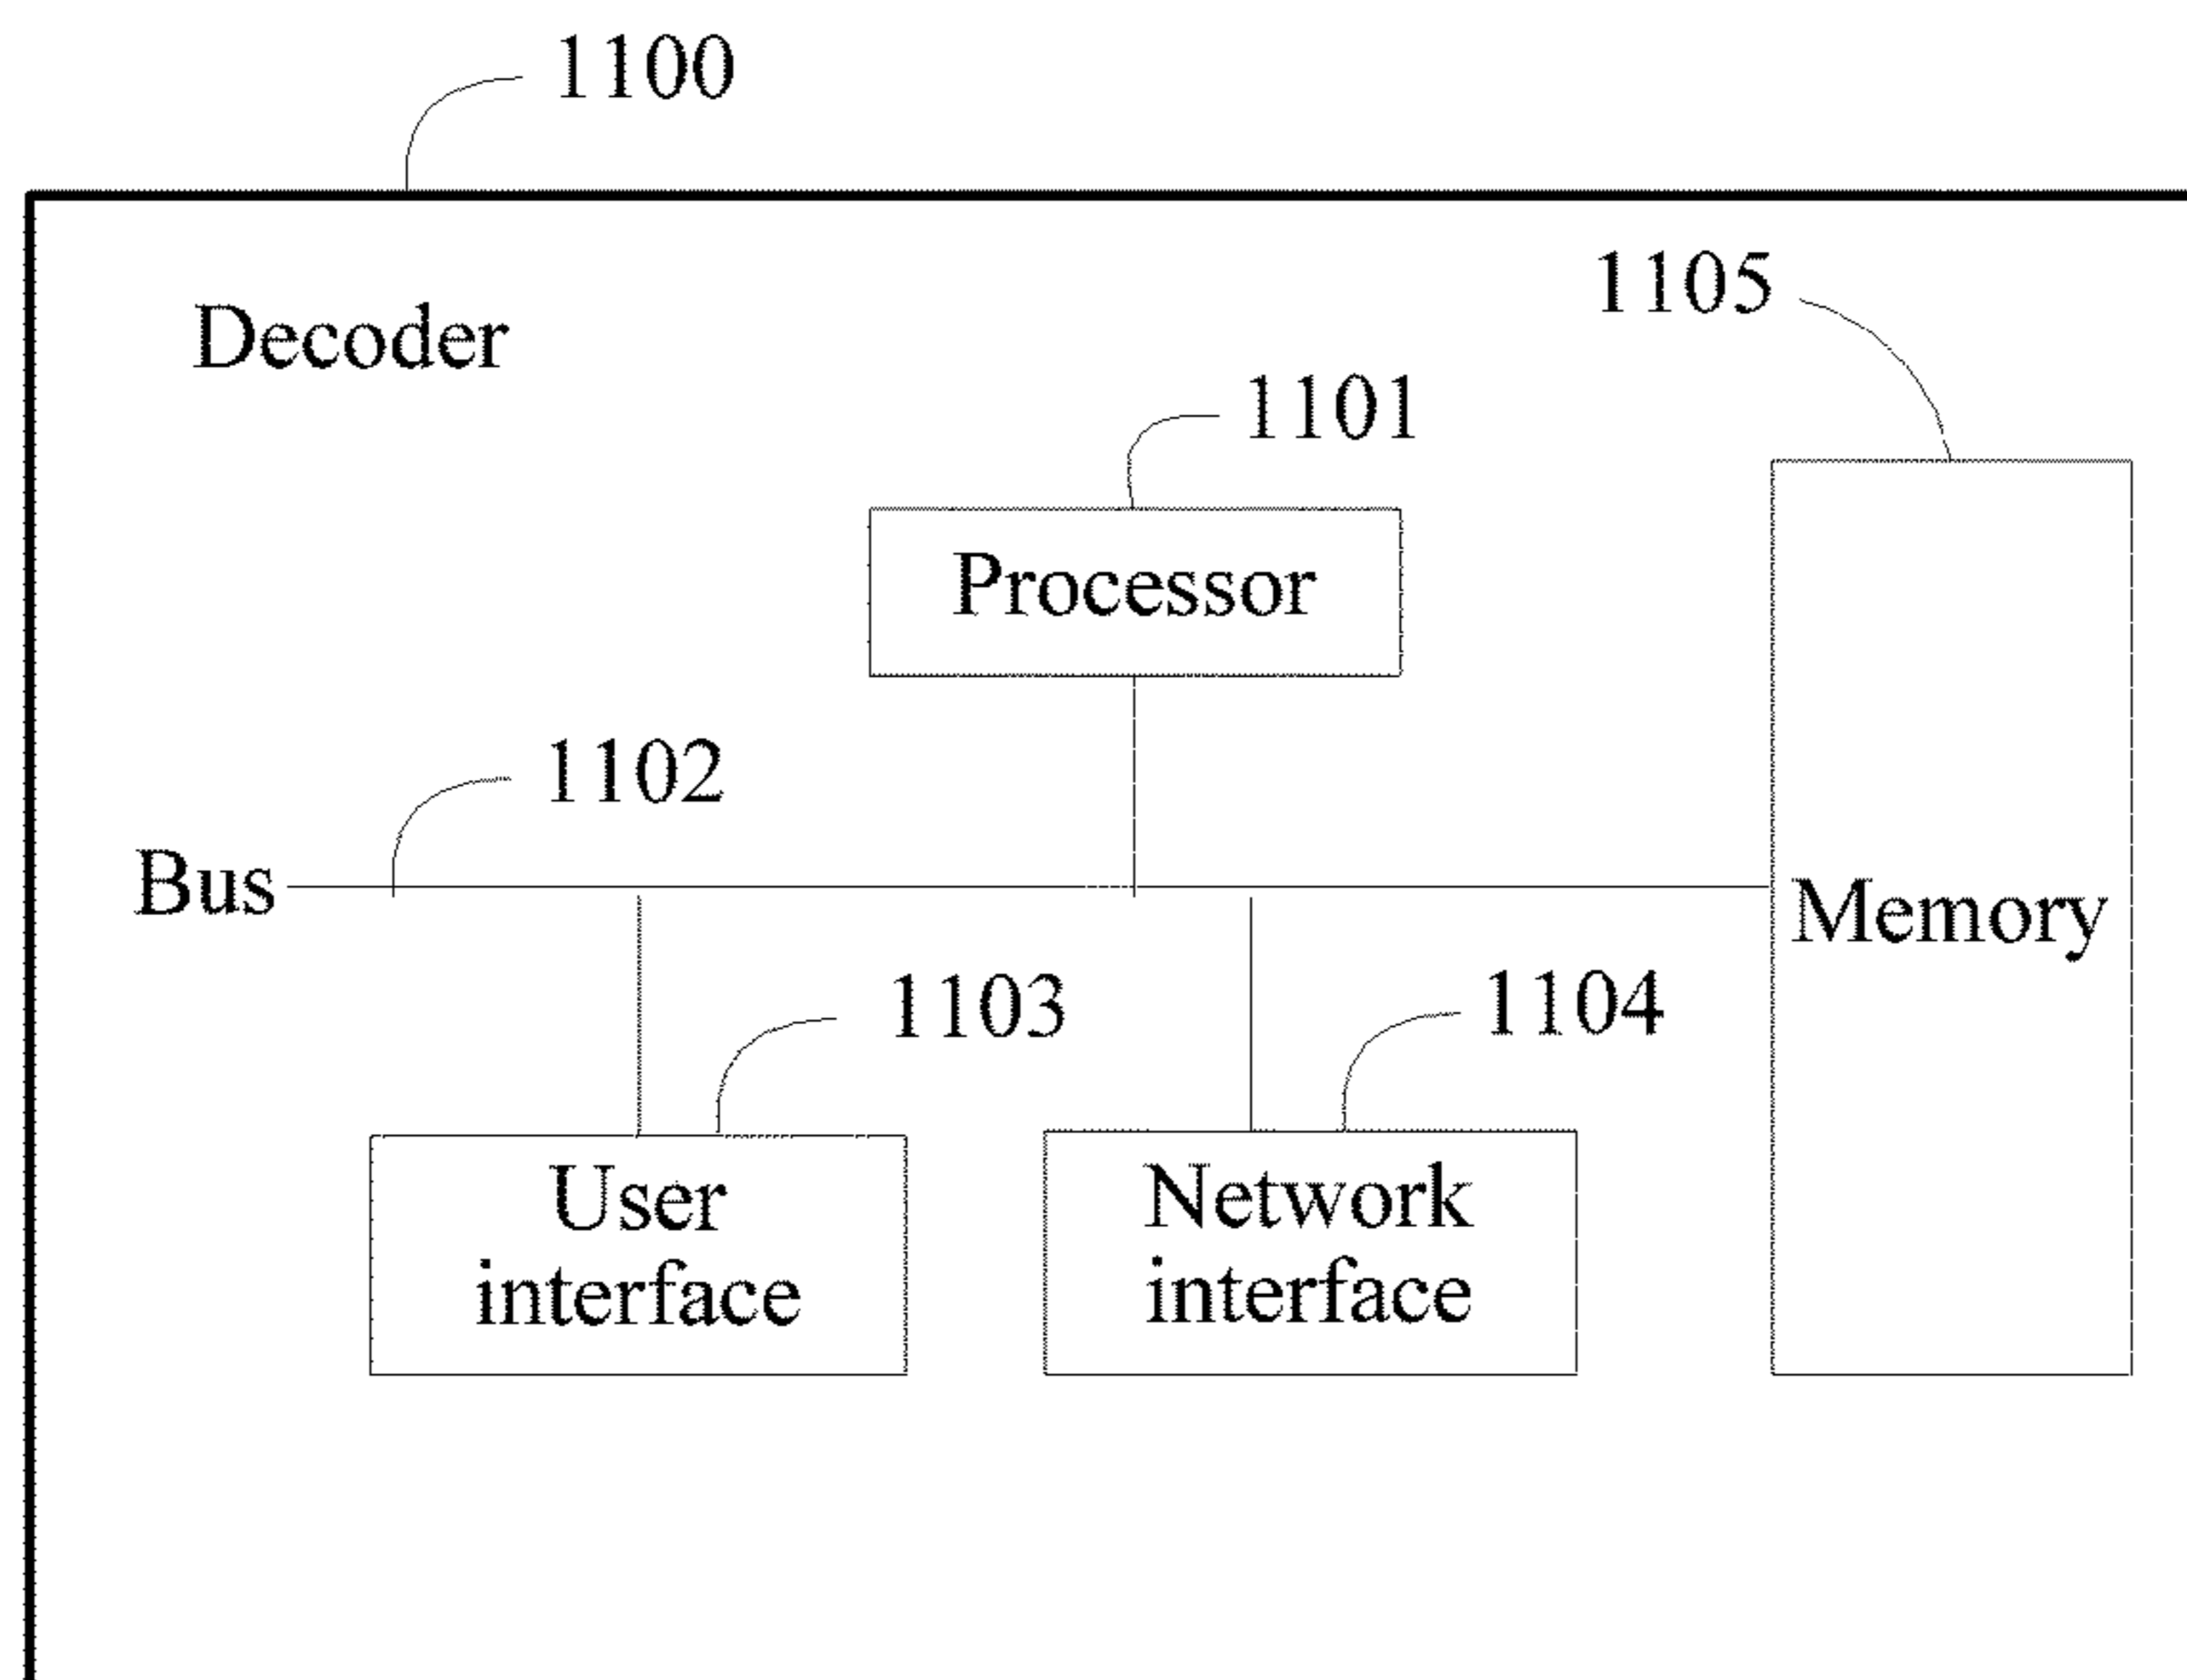 1100
Decoder
1105
1101
Processor
1102
Bus
Memory
1103
1104
User
interface
Network
interface